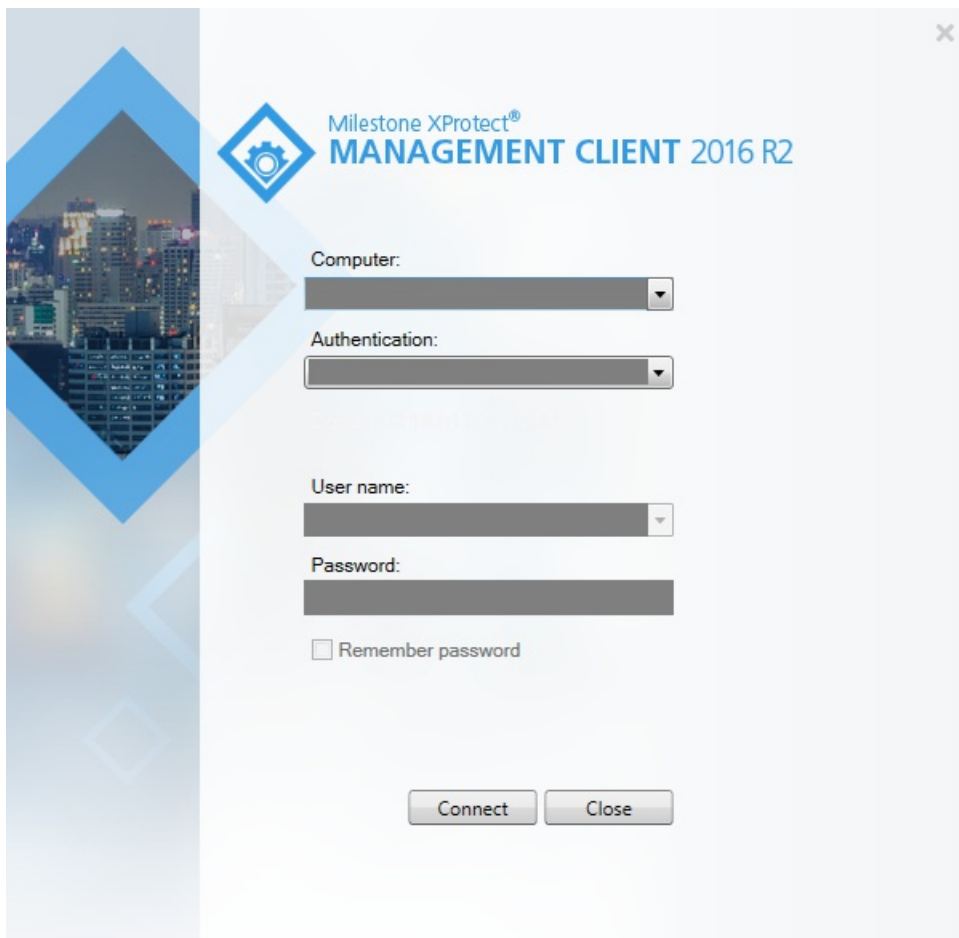 Milestone XProtect®
MANAGEMENT CLIENT 2016 R2
Computer:
Authentication:
User name:
Password:
Remember password
Connect
Close